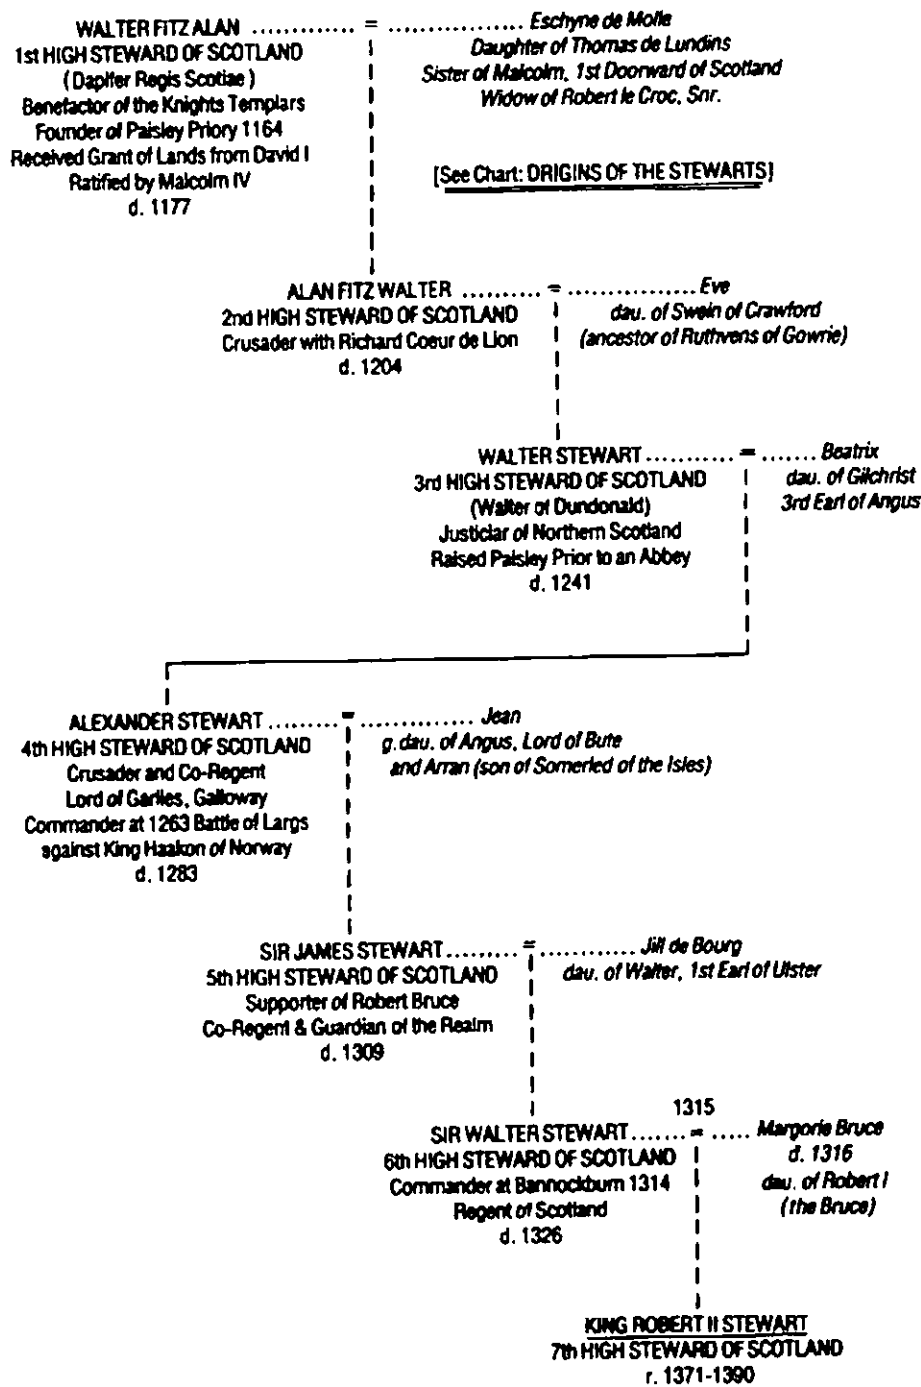 WALTER FITZ ALAN .................. = .................. Eschyne de Molle
1st HIGH STEWARD OF SCOTLAND
(Dapifer Regis Scotiae)
Benefactor of the Knights Templars
Founder of Paisley Priory 1164
Received Grant of Lands from David I
Ratified by Malcolm IV
d. 1177
Daughter of Thomas de Lundins
Sister of Malcolm, 1st Doorward of Scotland
Widow of Robert le Croc, Snr.
[See Chart: ORIGINS OF THE STEWARTS]
ALAN FITZ WALTER .......... = ................. Eve
2nd HIGH STEWARD OF SCOTLAND
Crusader with Richard Coeur de Lion
d. 1204
dau. of Swein of Crawford
(ancestor of Ruthvens of Gowrie)
WALTER STEWART ........... = ....... Beatrix
3rd HIGH STEWARD OF SCOTLAND
(Walter of Dundonald)
Justiciar of Northern Scotland
Raised Paisley Prior to an Abbey
d. 1241
dau. of Gilchrist
3rd Earl of Angus
ALEXANDER STEWART .......... = ............... Jean
4th HIGH STEWARD OF SCOTLAND
Crusader and Co-Regent
Lord of Garlies, Galloway
Commander at 1263 Battle of Largs
against King Haakon of Norway
d. 1283
g.dau. of Angus, Lord of Bute
and Arran (son of Somerled of the Isles)
SIR JAMES STEWART ........ = ............ Jill de Bourg
5th HIGH STEWARD OF SCOTLAND
Supporter of Robert Bruce
Co-Regent & Guardian of the Realm
d. 1309
dau. of Walter, 1st Earl of Ulster
1315
SIR WALTER STEWART ....... = ..... Margorie Bruce
6th HIGH STEWARD OF SCOTLAND
Commander at Bannockburn 1314
Regent of Scotland
d. 1326
d. 1316
dau. of Robert I
(the Bruce)
KING ROBERT II STEWART
7th HIGH STEWARD OF SCOTLAND
r. 1371-1390